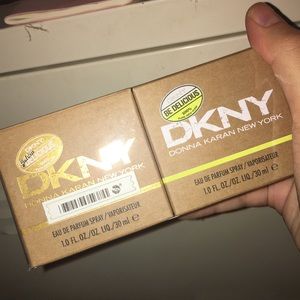 DKNY
DONNA KARAN NEW YORK
EAU DE PARFUM SPRAY / VAPORISATEUR
1.0 FL. OZ./OZ. LIQ./30 ml e
BE DELICIOUS
DKNY
DONNA KARAN NEW YORK
EAU DE PARFUM SPRAY / VAPORISATEUR
1.0 FL. OZ./OZ. LIQ./30 ml e